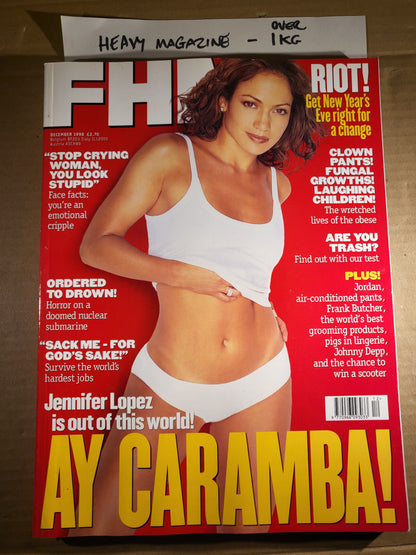 OVER
HEAVY MAGAZINE - 1KG
FHM
DECEMBER 1998 £2.70
RIOT!
Get New Year's
Eve right for
a change
"STOP CRYING
WOMAN,
YOU LOOK
STUPID"
Face facts:
you're an
emotional
cripple
ORDERED
TO DROWN!
Horror on a
doomed nuclear
submarine
"SACK ME - FOR
GOD'S SAKE!"
Survive the world's
hardest jobs
CLOWN
PANTS!
FUNGAL
GROWTHS!
LAUGHING
CHILDREN!
The wretched
lives of the obese
ARE YOU
TRASH?
Find out with our test
PLUS!
Jordan,
air-conditioned pants,
Frank Butcher,
the world's best
grooming products,
pigs in lingerie,
Johnny Depp,
and the chance to
win a scooter
Jennifer Lopez
is out of this world!
AY CARAMBA!